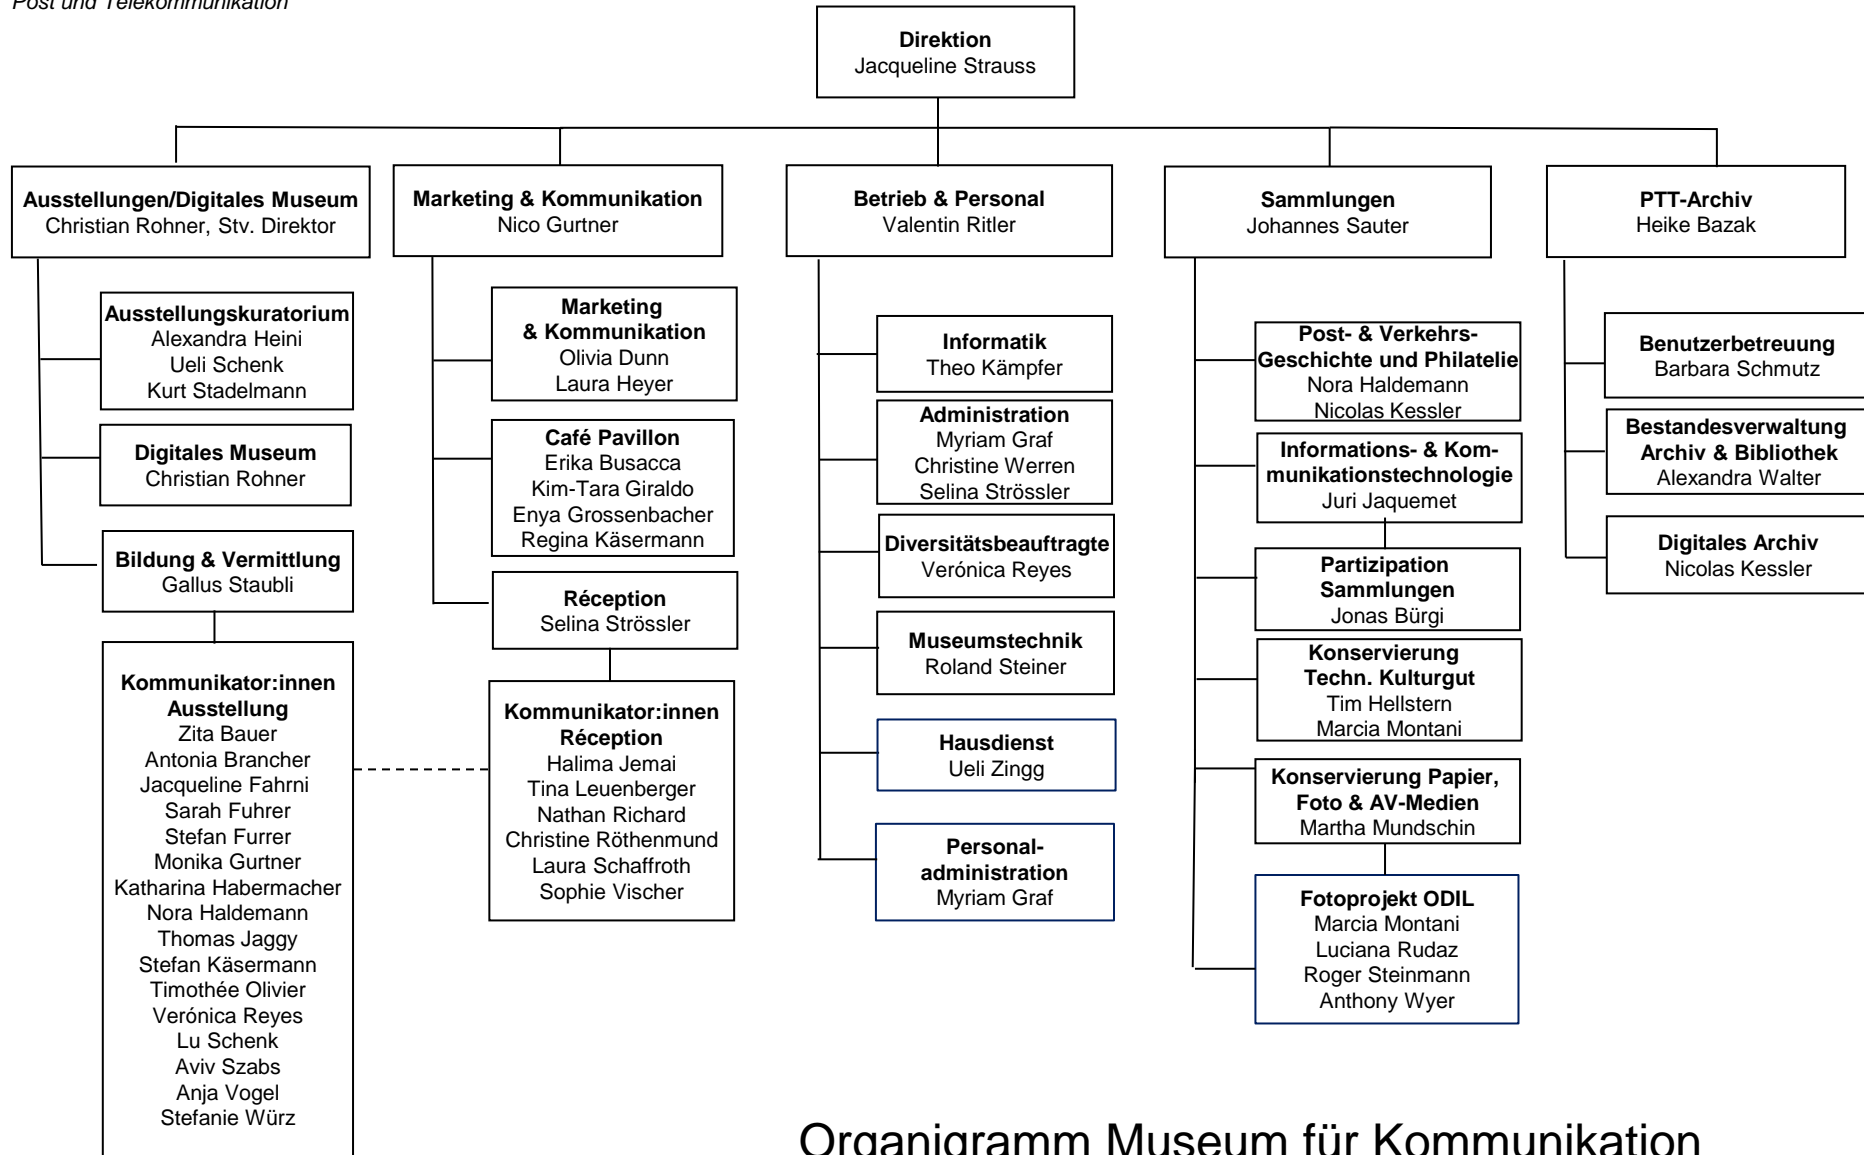 Post und Telekommunikation
Direktion
Jacqueline Strauss
Ausstellungen/Digitales Museum
Christian Rohner, Stv. Direktor
Ausstellungskuratorium
Alexandra Heini
Ueli Schenk
Kurt Stadelmann
Digitales Museum
Christian Rohner
Bildung & Vermittlung
Gallus Staubli
Kommunikator:innen
Ausstellung
Zita Bauer
Antonia Brancher
Jacqueline Fahrni
Sarah Fuhrer
Stefan Furrer
Monika Gurtner
Katharina Habermacher
Nora Haldemann
Thomas Jaggy
Stefan Käsermann
Timothée Olivier
Verónica Reyes
Lu Schenk
Aviv Szabs
Anja Vogel
Stefanie Würz
Marketing & Kommunikation
Nico Gurtner
Marketing
& Kommunikation
Olivia Dunn
Laura Heyer
Café Pavillon
Erika Busacca
Kim-Tara Giraldo
Enya Grossenbacher
Regina Käsermann
Réception
Selina Strössler
Kommunikator:innen
Réception
Halima Jemai
Tina Leuenberger
Nathan Richard
Christine Röthenmund
Laura Schaffroth
Sophie Vischer
Betrieb & Personal
Valentin Ritler
Informatik
Theo Kämpfer
Administration
Myriam Graf
Christine Werren
Selina Strössler
Diversitätsbeauftragte
Verónica Reyes
Museumstechnik
Roland Steiner
Hausdienst
Ueli Zingg
Personal-
administration
Myriam Graf
Sammlungen
Johannes Sauter
Post- & Verkehrs-
Geschichte und Philatelie
Nora Haldemann
Nicolas Kessler
Informations- & Kom-
munikationstechnologie
Juri Jaquemet
Partizipation
Sammlungen
Jonas Bürgi
Konservierung
Techn. Kulturgut
Tim Hellstern
Marcia Montani
Konservierung Papier,
Foto & AV-Medien
Martha Mundschin
Fotoprojekt ODIL
Marcia Montani
Luciana Rudaz
Roger Steinmann
Anthony Wyer
PTT-Archiv
Heike Bazak
Benutzerbetreuung
Barbara Schmutz
Bestandesverwaltung
Archiv & Bibliothek
Alexandra Walter
Digitales Archiv
Nicolas Kessler
Organigramm Museum für Kommunikation